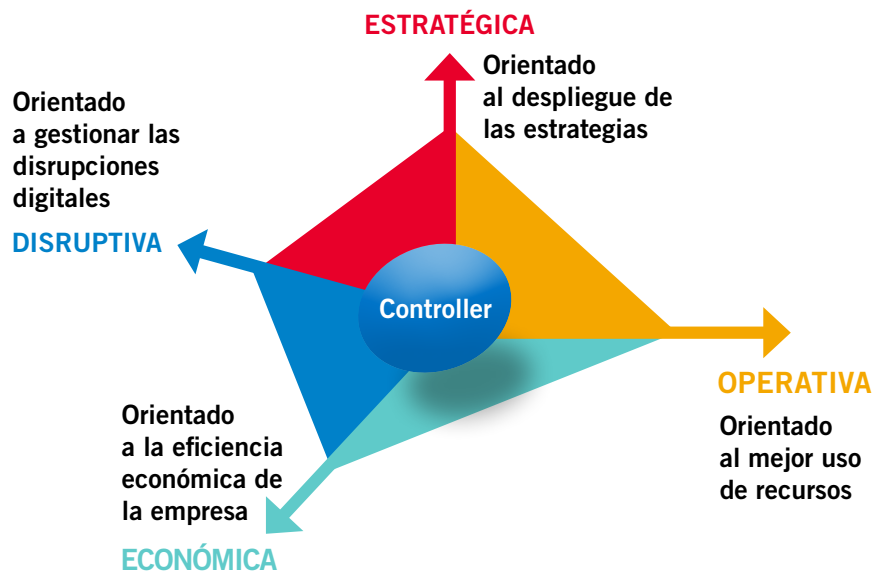 ESTRATÉGICA
Orientado
al despliegue de
las estrategias
Orientado
a gestionar las
disrupciones
digitales
DISRUPTIVA
Controller
OPERATIVA
Orientado
al mejor uso
de recursos
Orientado
a la eficiencia
económica de
la empresa
ECONÓMICA